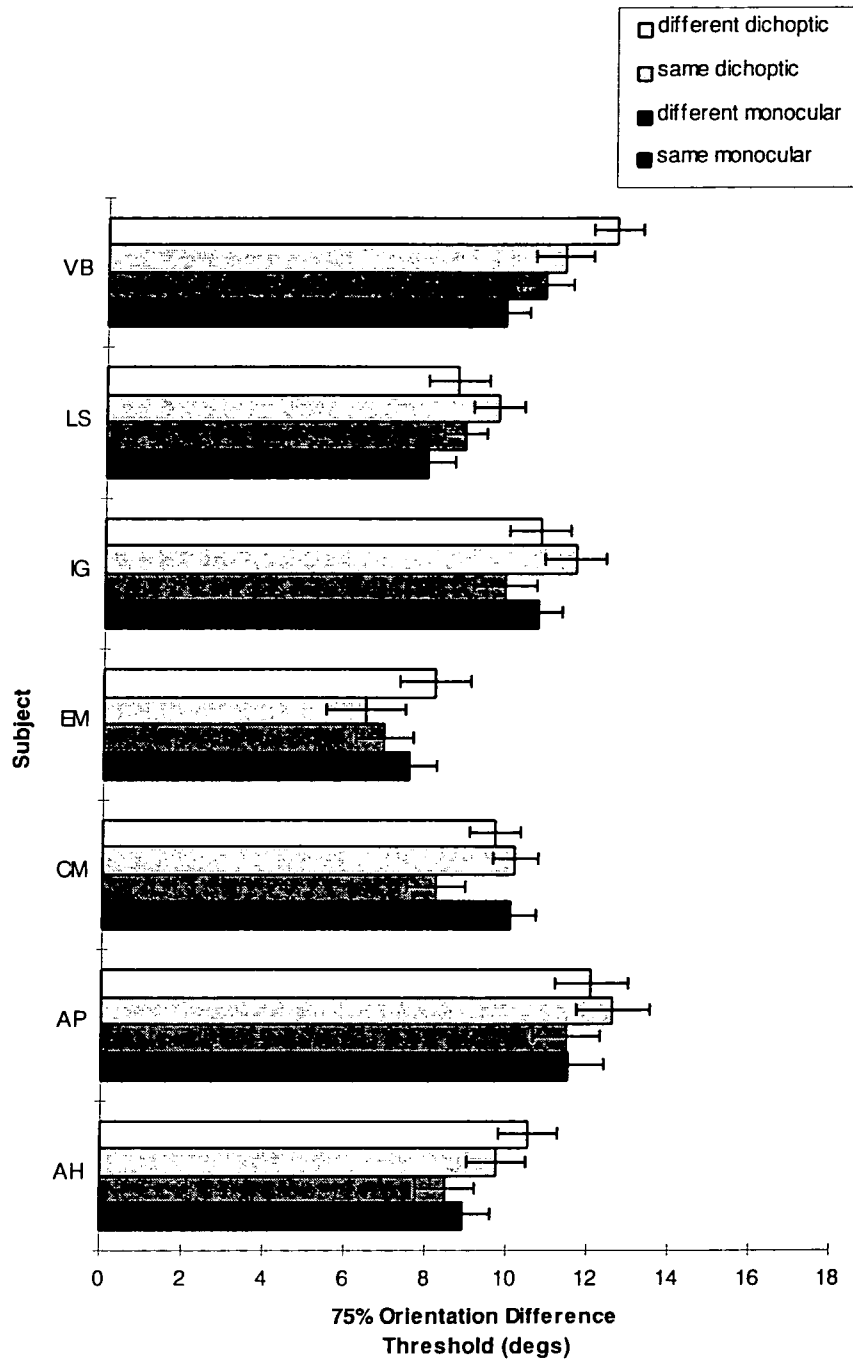 different dichoptic
same dichoptic
different monocular
same monocular
VB
LS
IG
EM
CM
AP
AH
Subject
0 2 4 6 8 10 12 14 16 18
75% Orientation Difference
Threshold (degs)